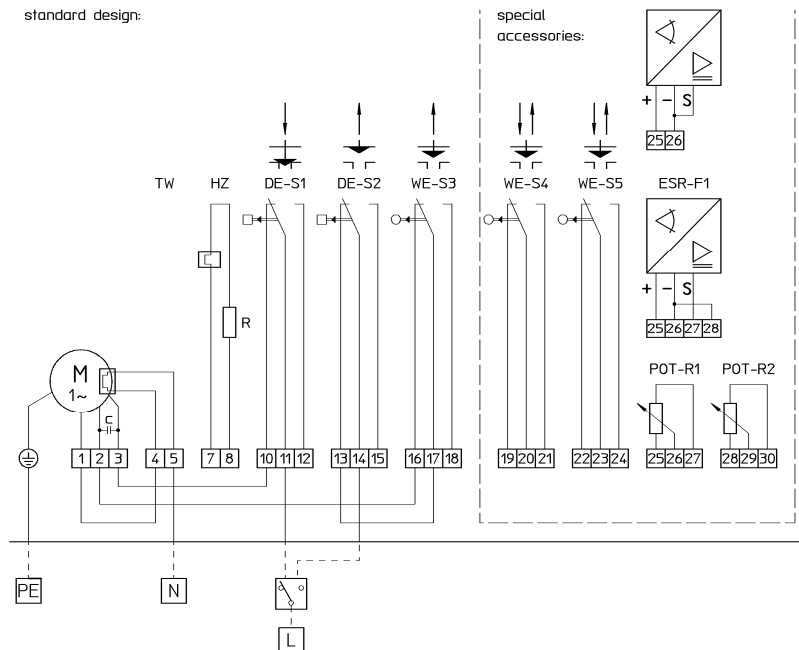 standard design:
special
accessories:
+ − S
25 26
TW HZ DE-S1 DE-S2 WE-S3 WE-S4 WE-S5 ESR-F1
R
+ − S
25 26 27 28
M
1~
C
POT-R1 POT-R2
1 2 3 4 5 7 8 10 11 12 13 14 15 16 17 18 19 20 21 22 23 24 25 26 27 28 29 30
PE N
L